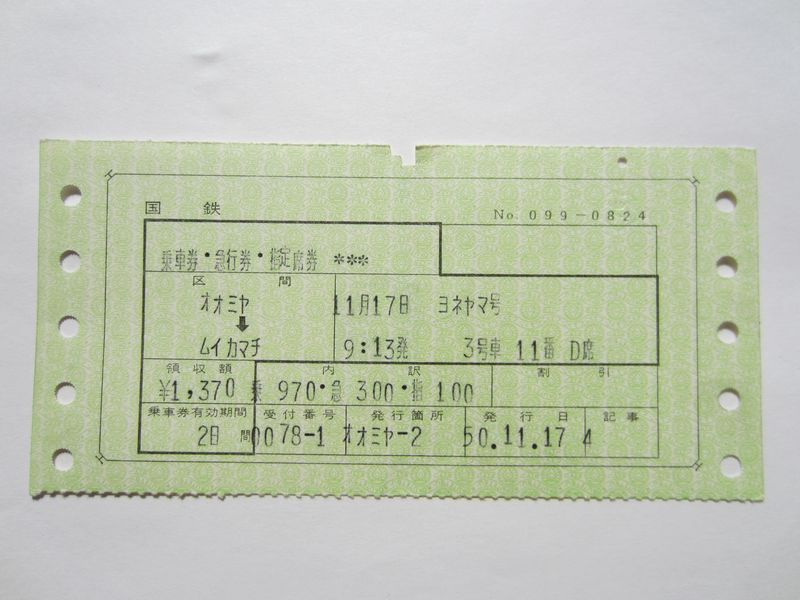 国鉄
No. 099-0824
乗車券・急行券・指定席券 ***
区間
オオミヤ 11月17日 ヨネヤマ号
⬇
ムイカマチ 9:13発 3号車 11番 D席
領収額 内訳 割引
¥1,370 乗 970・急 300・指 100
乗車券有効期間 受付番号 発行箇所 発行日 記事
2日間 0078-1 オオミヤ-2 50.11.17 4